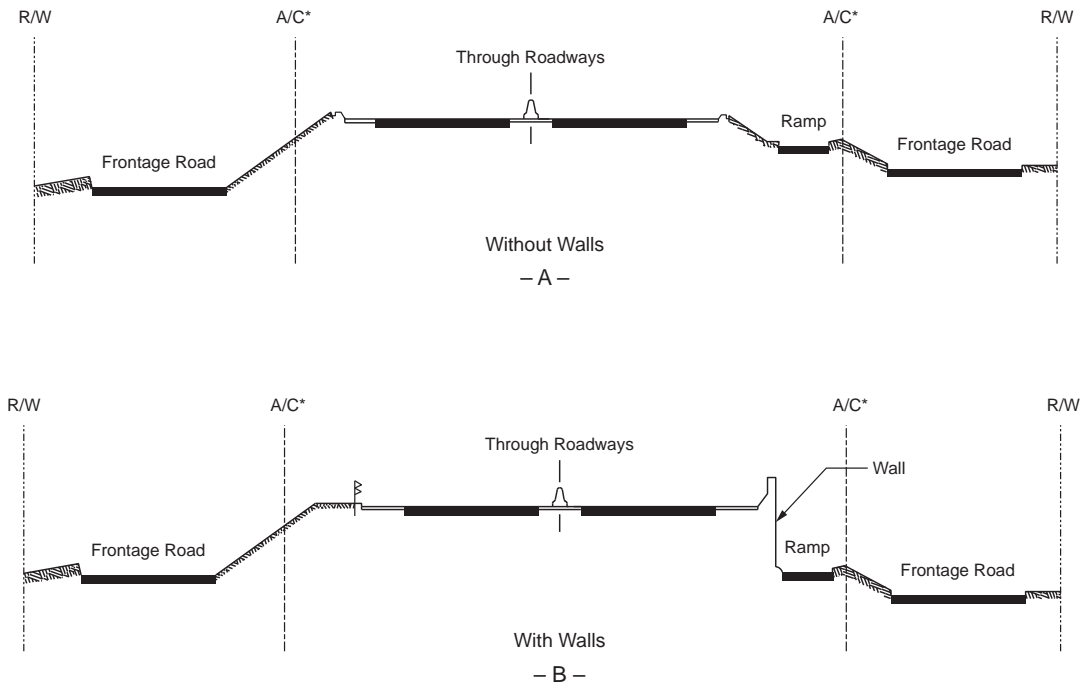 R/W
A/C*
A/C*
R/W
Through Roadways
Ramp
Frontage Road
Frontage Road
Without Walls
– A –
R/W
A/C*
A/C*
R/W
Through Roadways
Wall
Frontage Road
Ramp
Frontage Road
With Walls
– B –